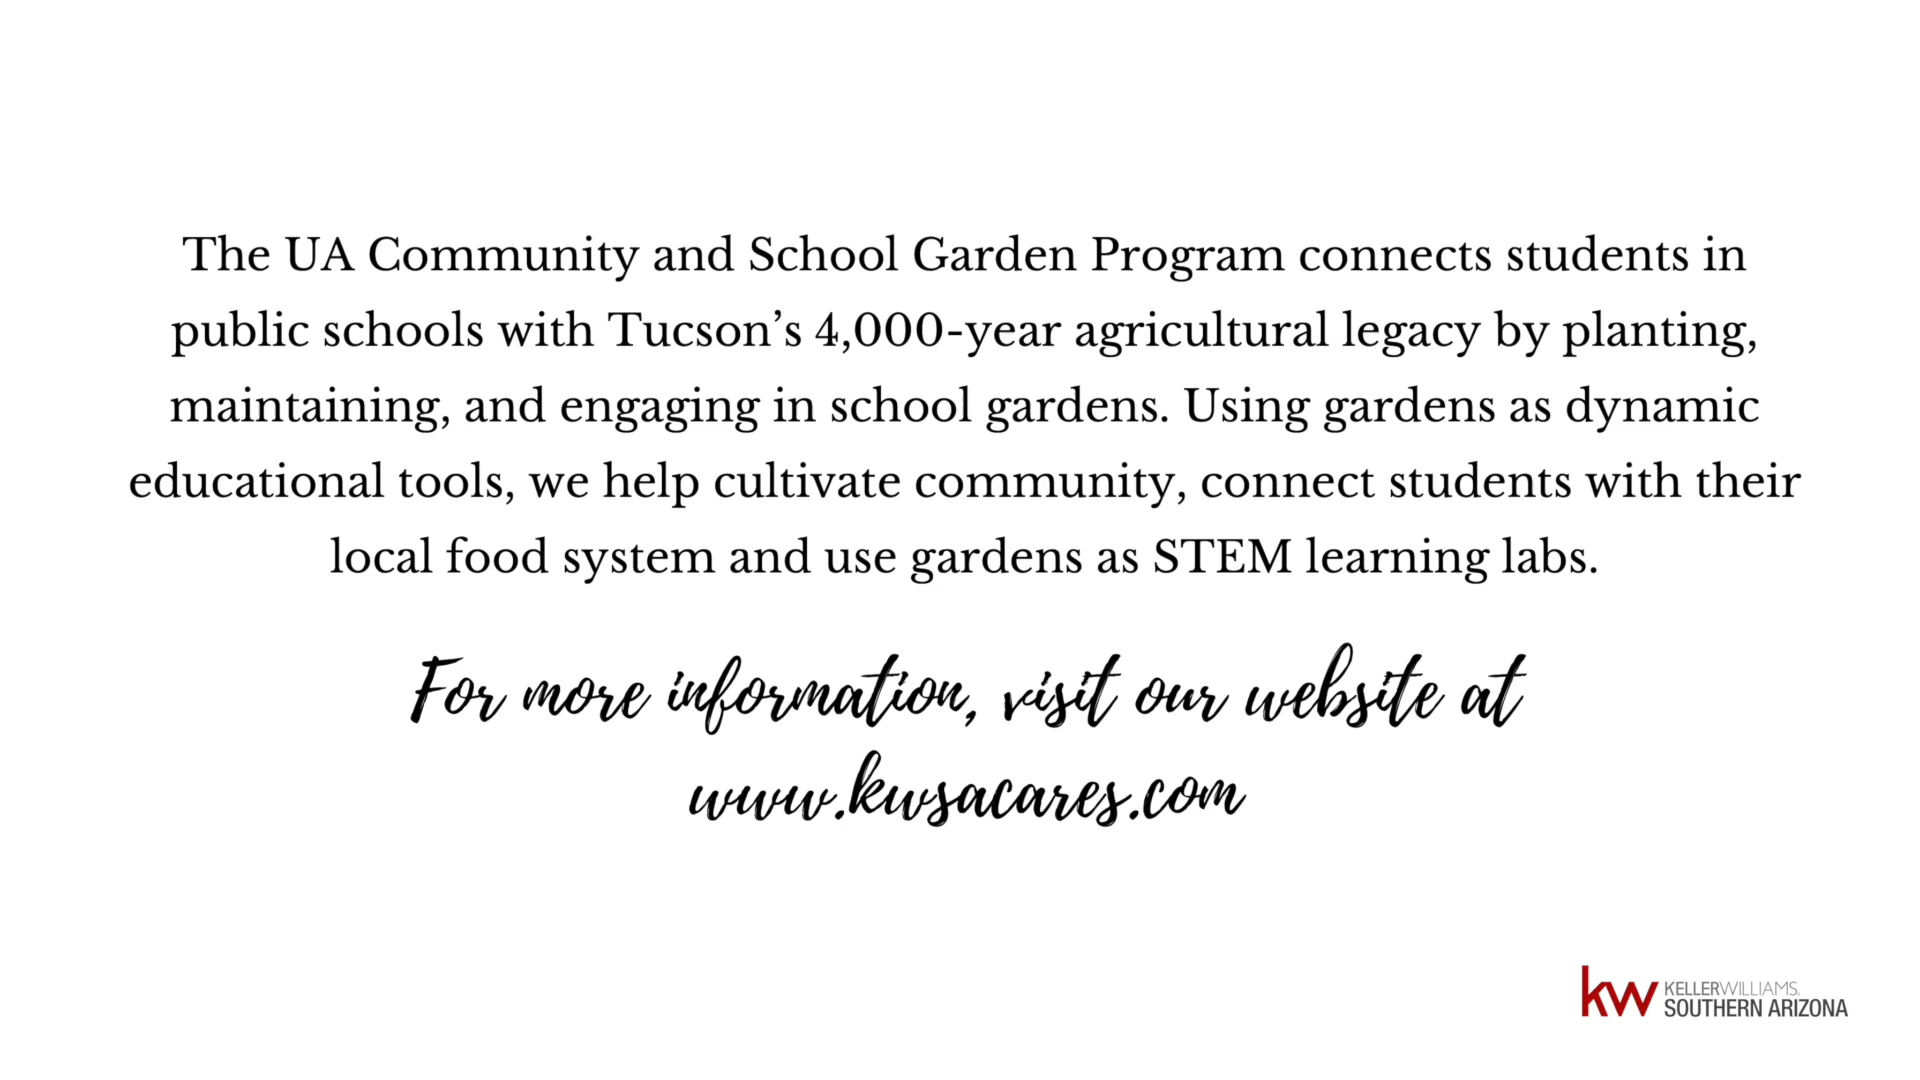 The UA Community and School Garden Program connects students in
public schools with Tucson’s 4,000-year agricultural legacy by planting,
maintaining, and engaging in school gardens. Using gardens as dynamic
educational tools, we help cultivate community, connect students with their
local food system and use gardens as STEM learning labs.
For more information, visit our website at
www.kwsacares.com
kw KELLERWILLIAMS.
SOUTHERN ARIZONA